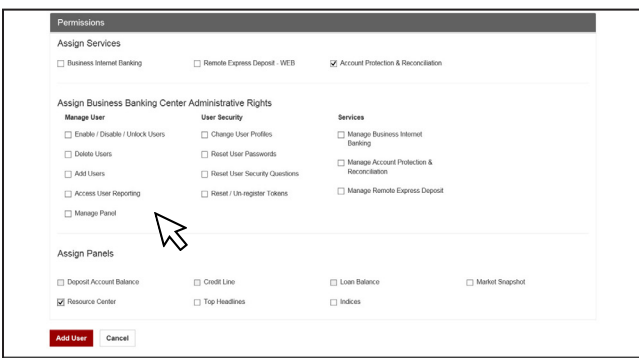 Permissions
Assign Services
Business Internet Banking
Remote Express Deposit - WEB
Account Protection & Reconciliation
Assign Business Banking Center Administrative Rights
Manage User
User Security
Services
Enable / Disable / Unlock Users
Change User Profiles
Manage Business Internet
Banking
Delete Users
Reset User Passwords
Manage Account Protection &
Reconciliation
Add Users
Reset User Security Questions
Access User Reporting
Reset / Un-register Tokens
Manage Remote Express Deposit
Manage Panel
Assign Panels
Deposit Account Balance
Credit Line
Loan Balance
Market Snapshot
Resource Center
Top Headlines
Indices
Add User
Cancel